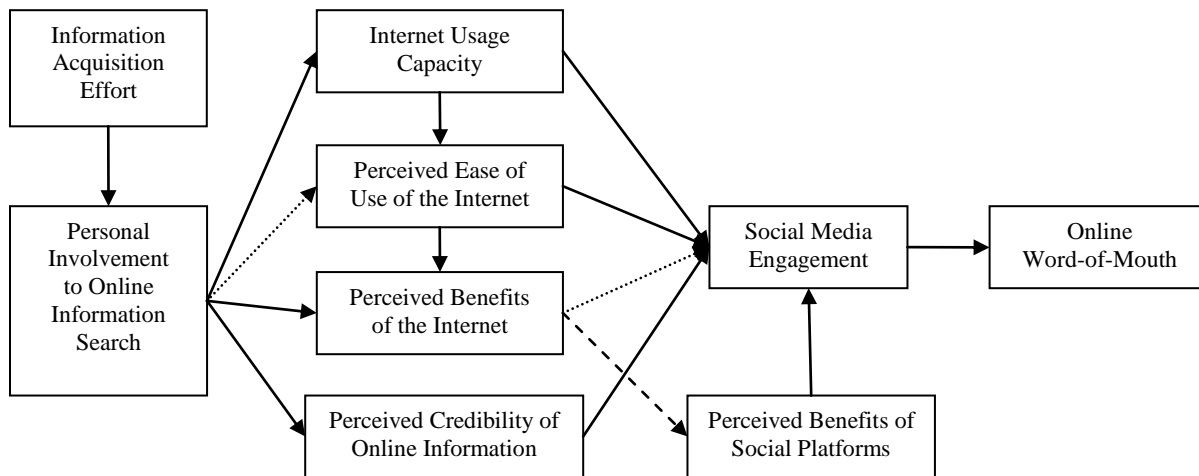 Information
Acquisition
Effort
Personal
Involvement
to Online
Information
Search
Internet Usage
Capacity
Perceived Ease of
Use of the Internet
Perceived Benefits
of the Internet
Perceived Credibility of
Online Information
Social Media
Engagement
Perceived Benefits of
Social Platforms
Online
Word-of-Mouth